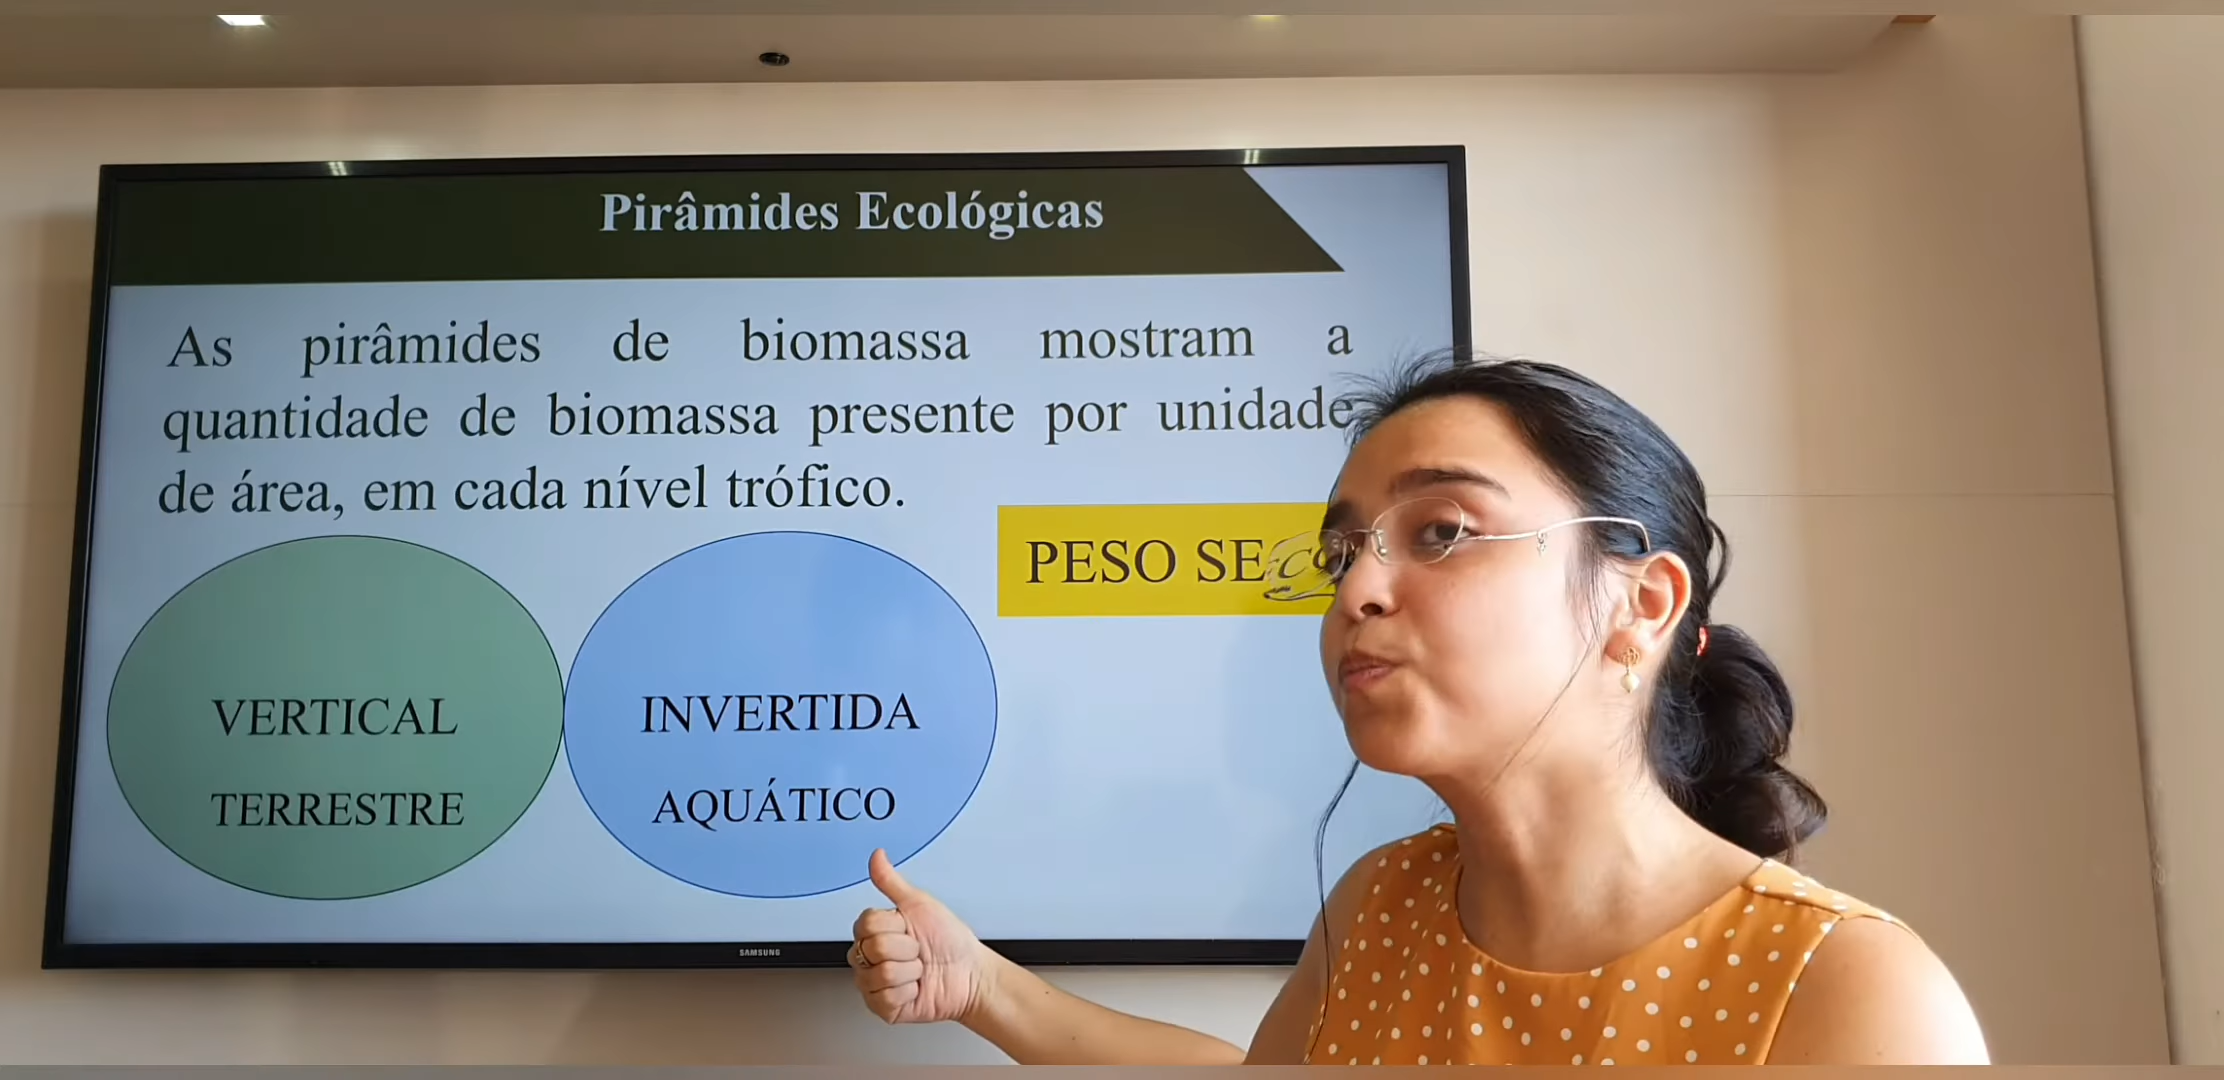 Pirâmides Ecológicas
As pirâmides de biomassa mostram a
quantidade de biomassa presente por unidade
de área, em cada nível trófico.
PESO SECO
VERTICAL
TERRESTRE
INVERTIDA
AQUÁTICO
SAMSUNG